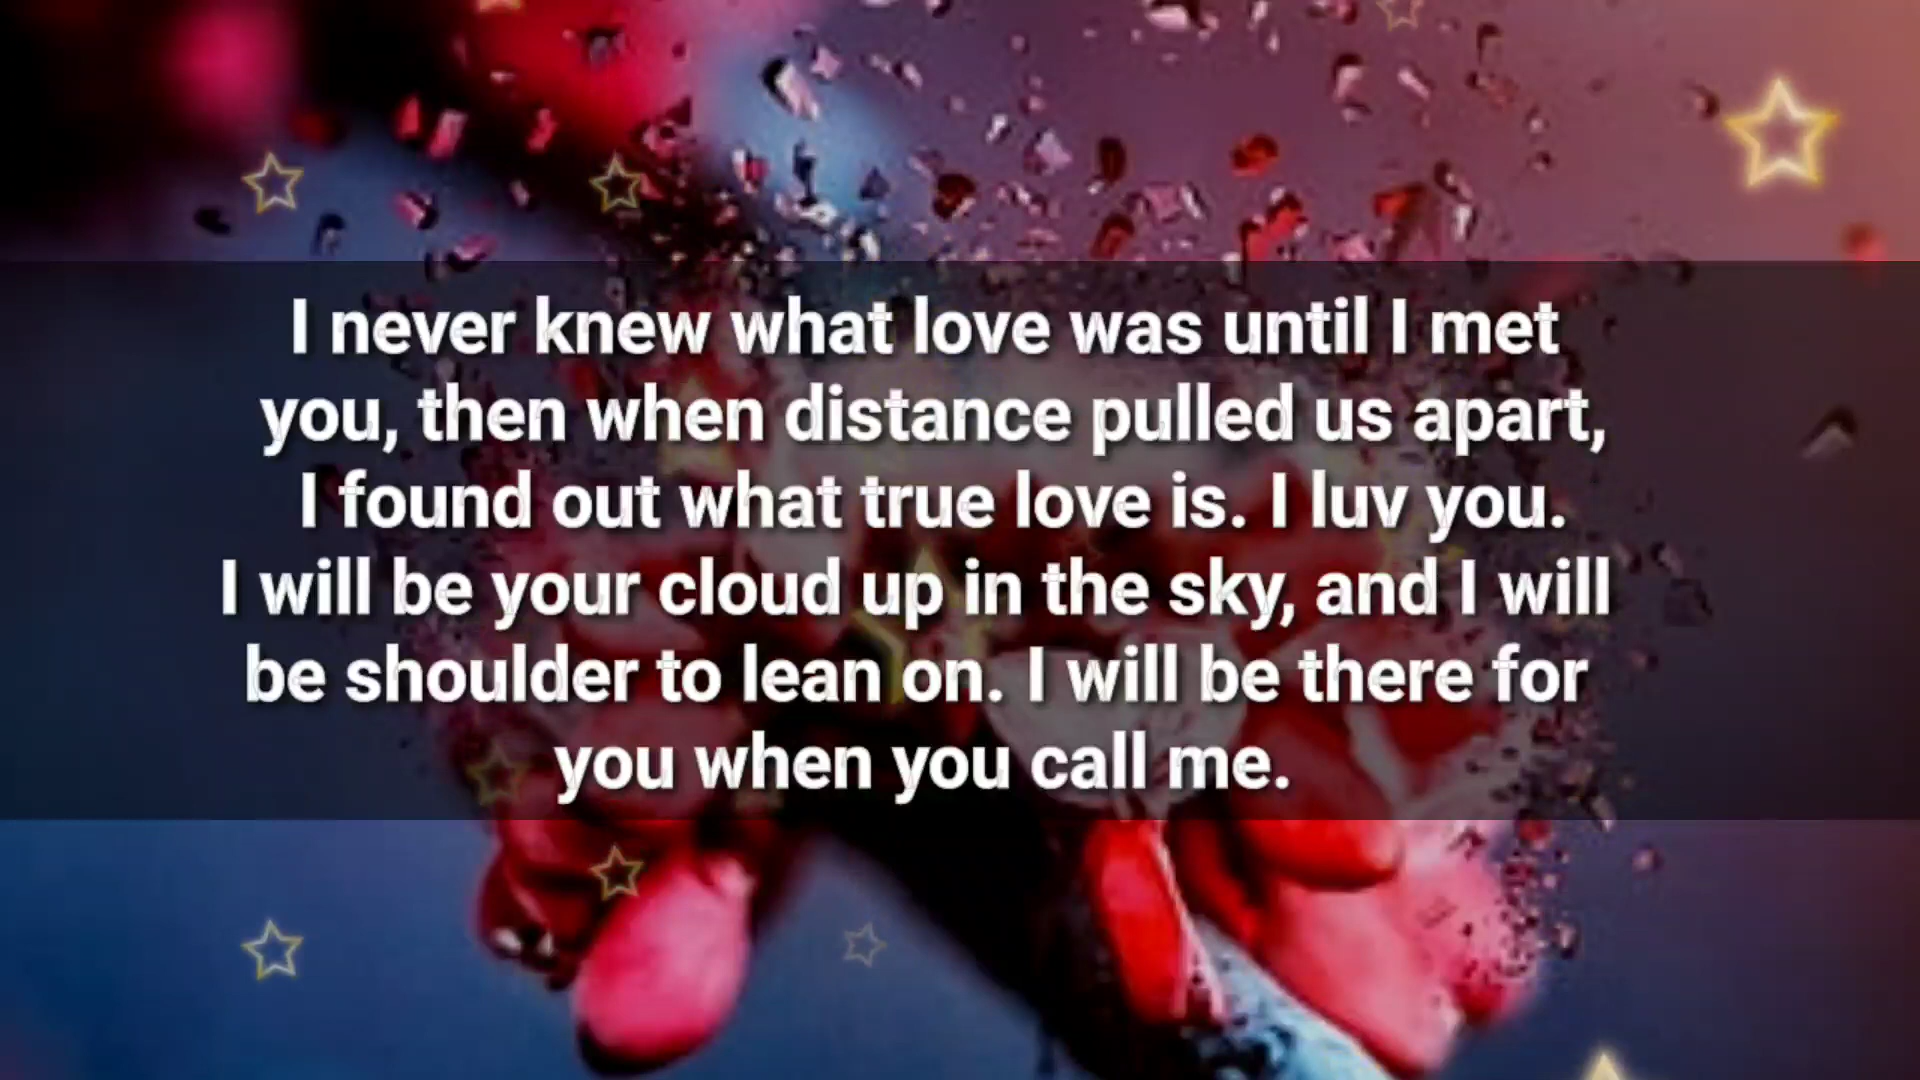 I never knew what love was until I met
you, then when distance pulled us apart,
I found out what true love is. I luv you.
I will be your cloud up in the sky, and I will
be shoulder to lean on. I will be there for
you when you call me.